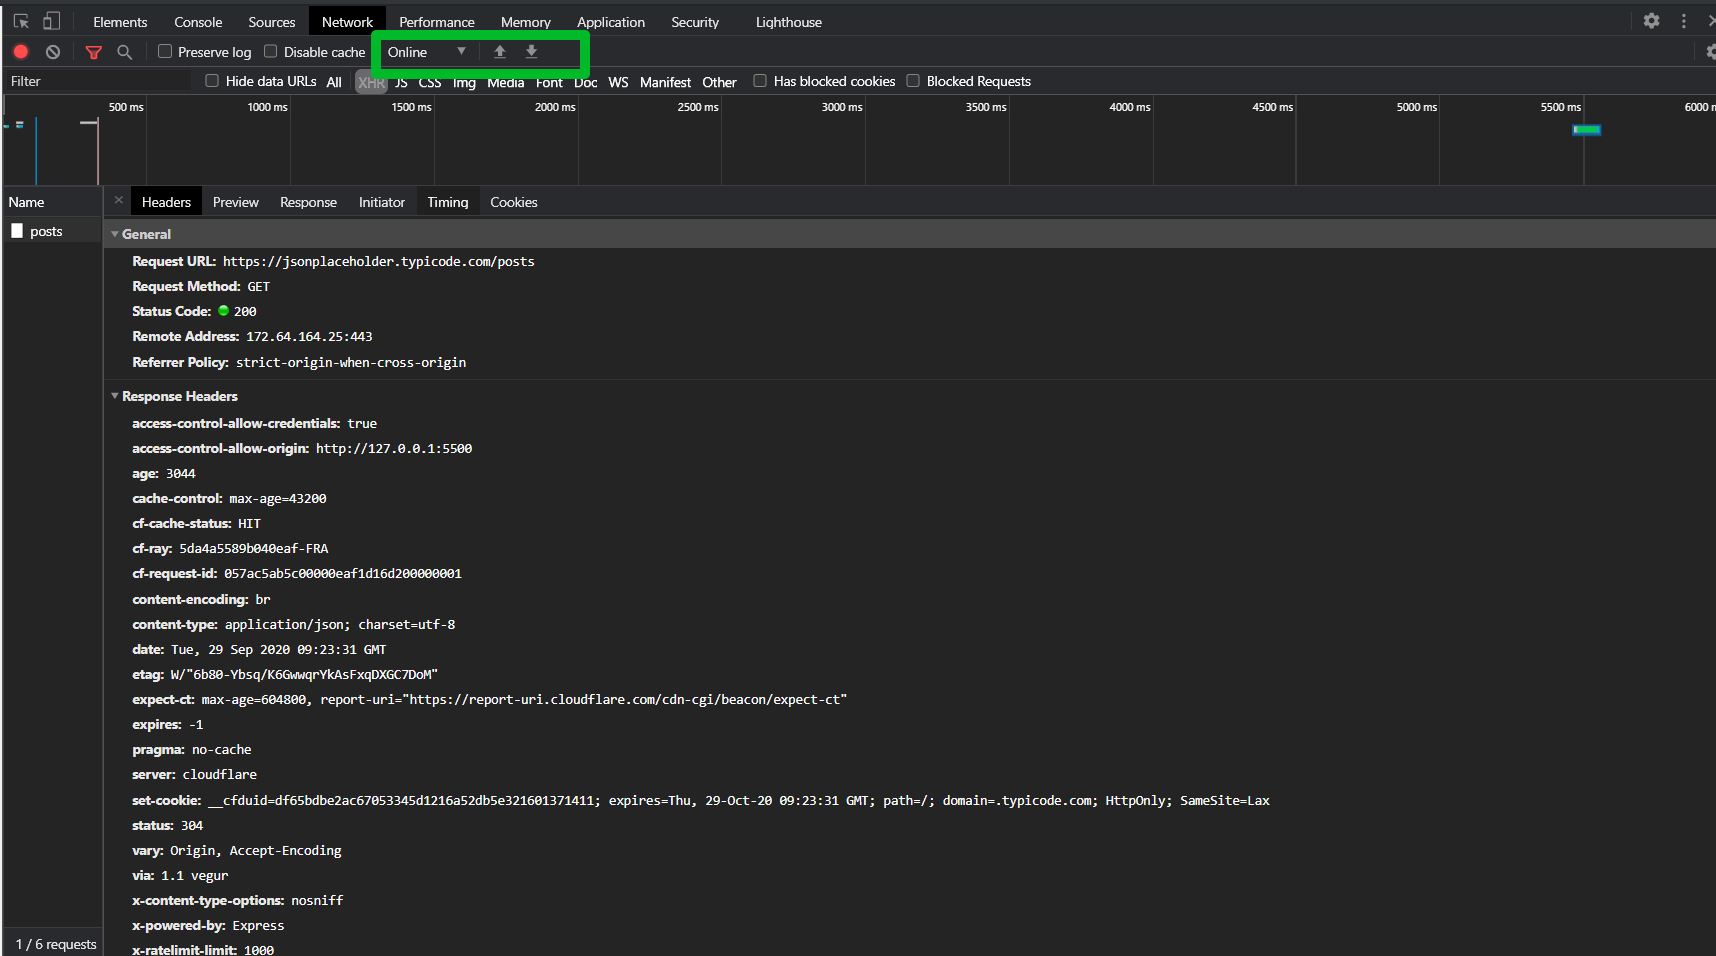 Elements Console Sources Network Performance Memory Application Security Lighthouse
Preserve log Disable cache Online
Filter Hide data URLs All XHR JS CSS Img Media Font Doc WS Manifest Other Has blocked cookies Blocked Requests
500 ms 1000 ms 1500 ms 2000 ms 2500 ms 3000 ms 3500 ms 4000 ms 4500 ms 5000 ms 5500 ms 6000 m
Name Headers Preview Response Initiator Timing Cookies
posts
General
Request URL: https://jsonplaceholder.typicode.com/posts
Request Method: GET
Status Code: 200
Remote Address: 172.64.164.25:443
Referrer Policy: strict-origin-when-cross-origin
Response Headers
access-control-allow-credentials: true
access-control-allow-origin: http://127.0.0.1:5500
age: 3044
cache-control: max-age=43200
cf-cache-status: HIT
cf-ray: 5da4a5589b040eaf-FRA
cf-request-id: 057ac5ab5c00000eaf1d16d200000001
content-encoding: br
content-type: application/json; charset=utf-8
date: Tue, 29 Sep 2020 09:23:31 GMT
etag: W/"6b80-Ybsq/K6GwwqrYkAsFxqDXGC7DoM"
expect-ct: max-age=604800, report-uri="https://report-uri.cloudflare.com/cdn-cgi/beacon/expect-ct"
expires: -1
pragma: no-cache
server: cloudflare
set-cookie: __cfduid=df65bdbe2ac67053345d1216a52db5e321601371411; expires=Thu, 29-Oct-20 09:23:31 GMT; path=/; domain=.typicode.com; HttpOnly; SameSite=Lax
status: 304
vary: Origin, Accept-Encoding
via: 1.1 vegur
x-content-type-options: nosniff
x-powered-by: Express
x-ratelimit-limit: 1000
1 / 6 requests